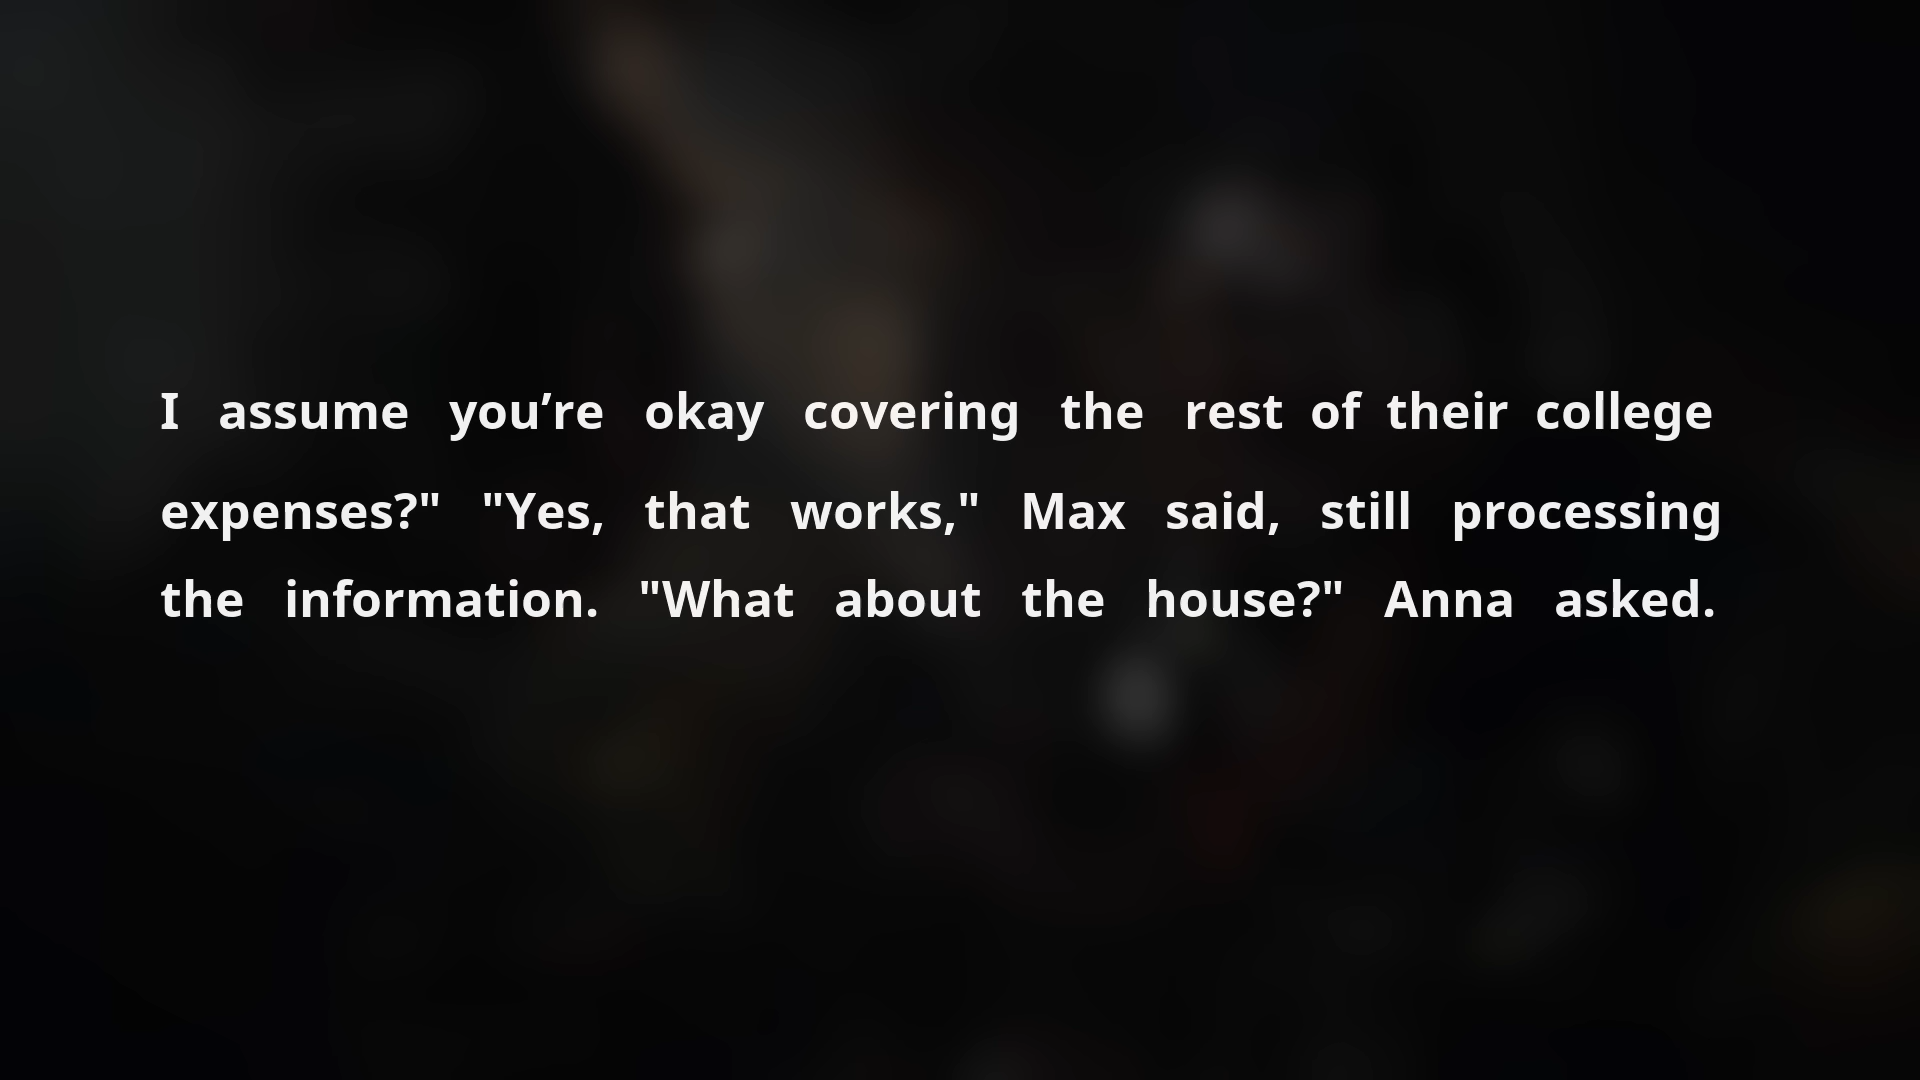 I assume you’re okay covering the rest of their college
expenses?" "Yes, that works," Max said, still processing
the information. "What about the house?" Anna asked.